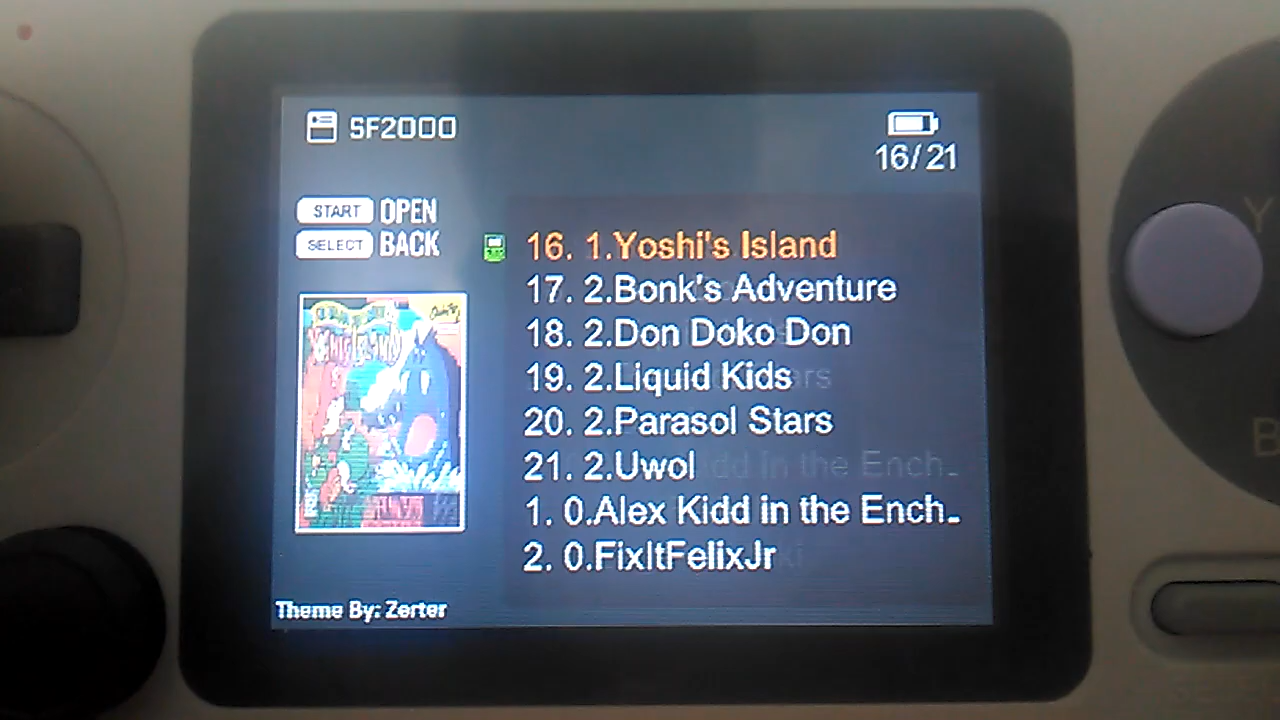 SF2000
16/21
START OPEN
SELECT BACK
16. 1.Yoshi's Island
17. 2.Bonk's Adventure
18. 2.Don Doko Don
19. 2.Liquid Kids
20. 2.Parasol Stars
21. 2.Uwol
1. 0.Alex Kidd in the Ench..
2. 0.FixItFelixJr
Theme By: Zerter
Y
B